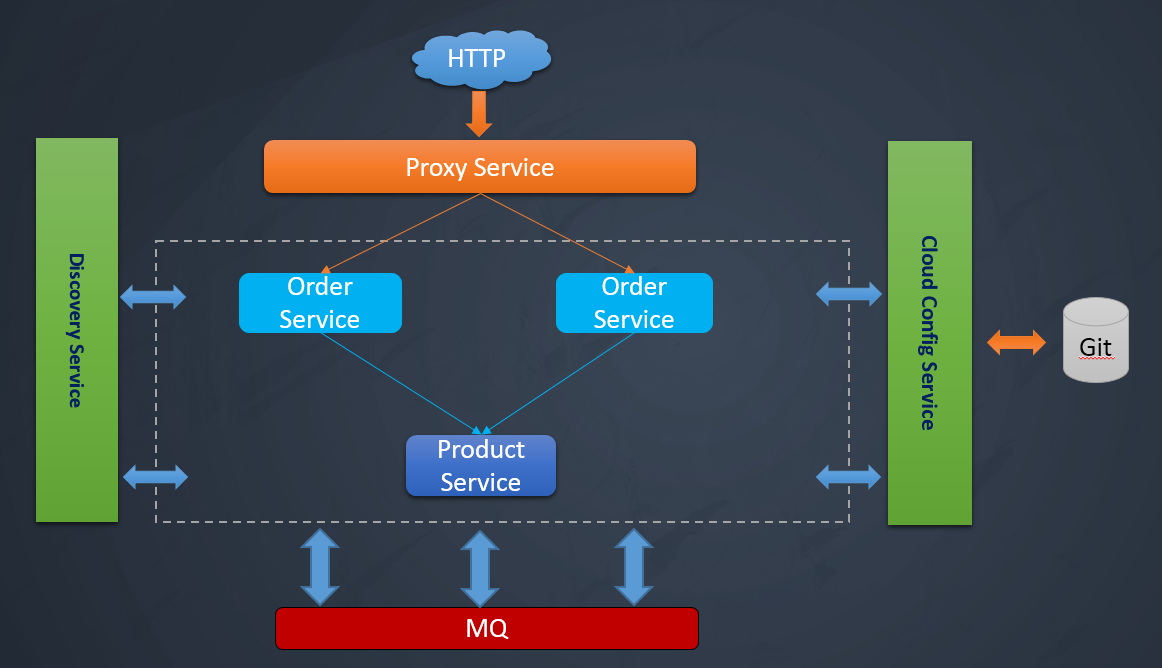 HTTP
Proxy Service
Discovery Service
Order
Service
Order
Service
Cloud Config Service
Git
Product
Service
MQ